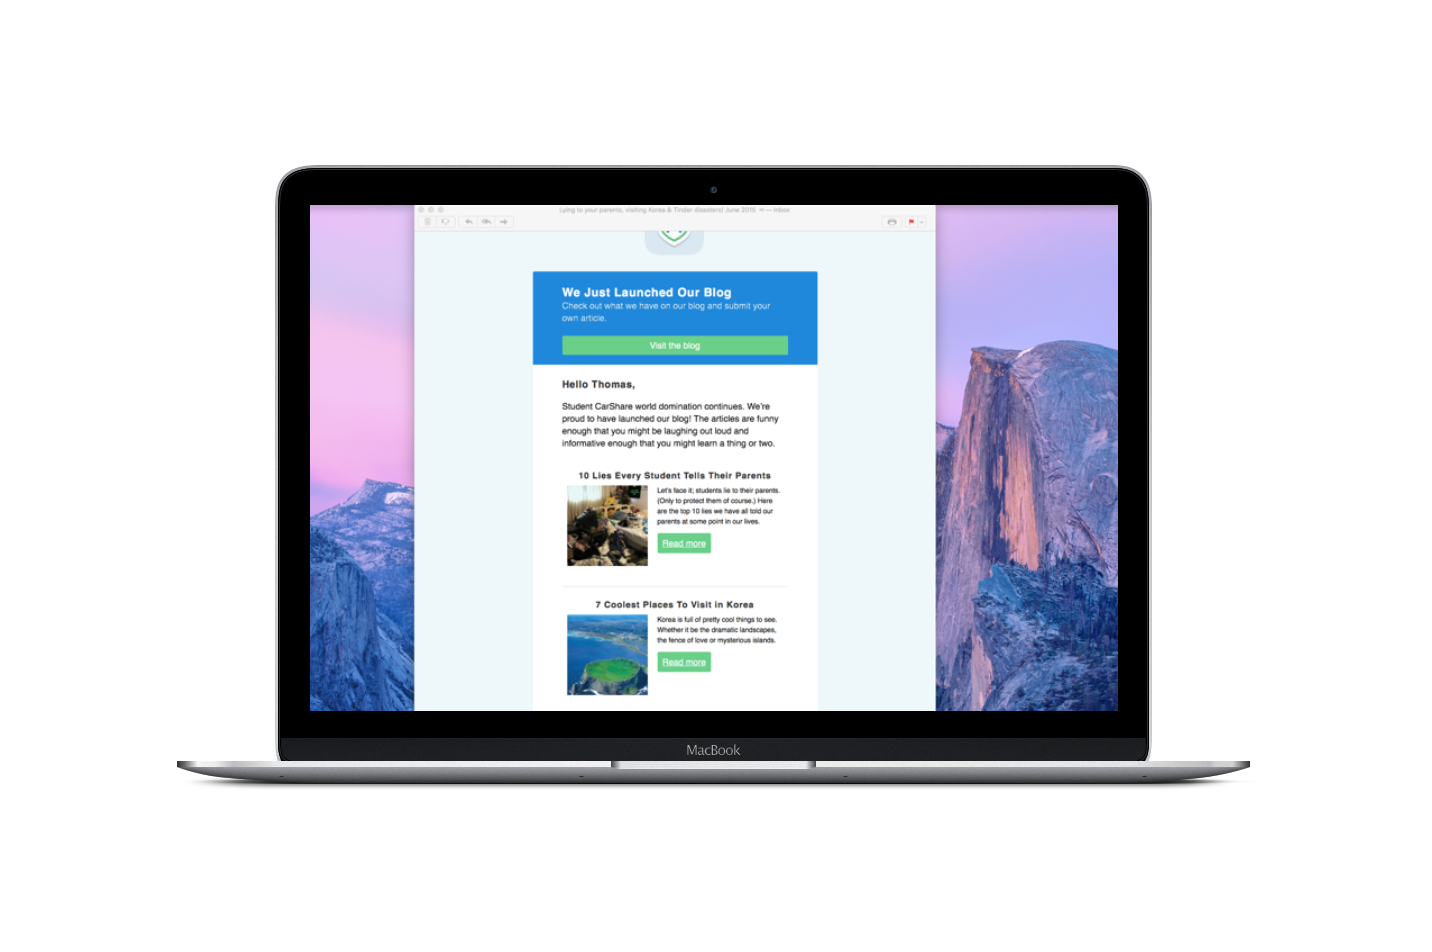 Lying to your parents, visiting Korea & Tinder disasters! June 2015 — Inbox
We Just Launched Our Blog
Check out what we have on our blog and submit your
own article.
Visit the blog
Hello Thomas,
Student CarShare world domination continues. We're
proud to have launched our blog! The articles are funny
enough that you might be laughing out loud and
informative enough that you might learn a thing or two.
10 Lies Every Student Tells Their Parents
Let's face it; students lie to their parents.
(Only to protect them of course.) Here
are the top 10 lies we have all told our
parents at some point in our lives.
Read more
7 Coolest Places To Visit in Korea
Korea is full of pretty cool things to see.
Whether it be the dramatic landscapes,
the fence of love or mysterious islands.
Read more
MacBook